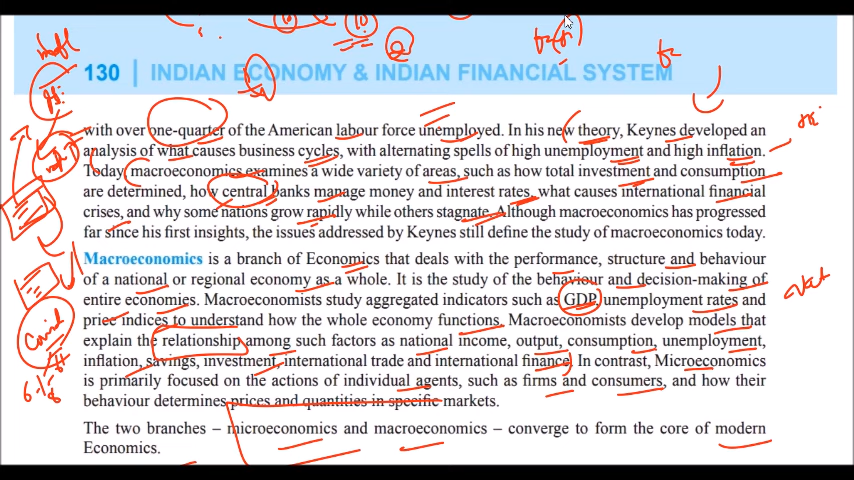 130 | INDIAN ECONOMY & INDIAN FINANCIAL SYSTEM
with over one-quarter of the American labour force unemployed. In his new theory, Keynes developed an
analysis of what causes business cycles, with alternating spells of high unemployment and high inflation.
Today, macroeconomics examines a wide variety of areas, such as how total investment and consumption
are determined, how central banks manage money and interest rates, what causes international financial
crises, and why some nations grow rapidly while others stagnate. Although macroeconomics has progressed
far since his first insights, the issues addressed by Keynes still define the study of macroeconomics today.
Macroeconomics is a branch of Economics that deals with the performance, structure and behaviour
of a national or regional economy as a whole. It is the study of the behaviour and decision-making of
entire economies. Macroeconomists study aggregated indicators such as GDP, unemployment rates and
price indices to understand how the whole economy functions. Macroeconomists develop models that
explain the relationship among such factors as national income, output, consumption, unemployment,
inflation, savings, investment, international trade and international finance. In contrast, Microeconomics
is primarily focused on the actions of individual agents, such as firms and consumers, and how their
behaviour determines prices and quantities in specific markets.
The two branches – microeconomics and macroeconomics – converge to form the core of modern
Economics.